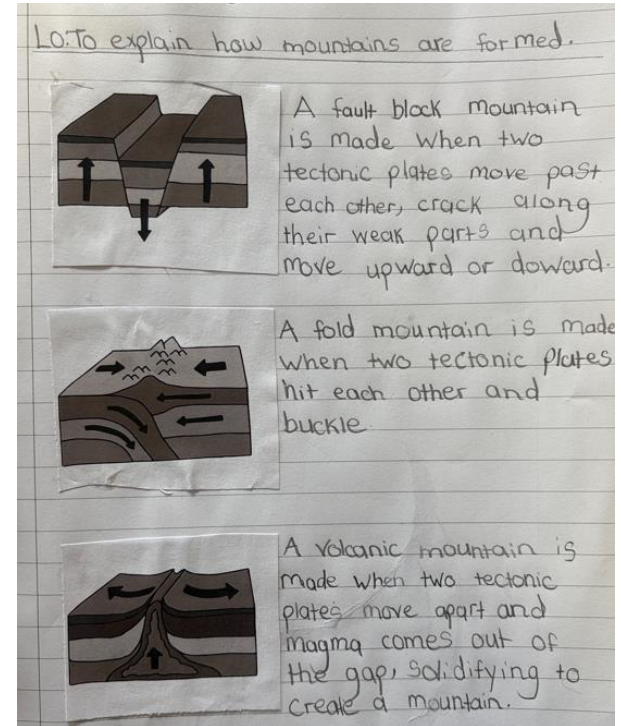 LO: To explain how mountains are formed.
A fault block mountain
is made when two
tectonic plates move past
each other, crack along
their weak parts and
move upward or doward.
A fold mountain is made
when two tectonic plates
hit each other and
buckle
A volcanic mountain is
made when two tectonic
plates move apart and
magma comes out of
the gap, solidifying to
create a mountain.